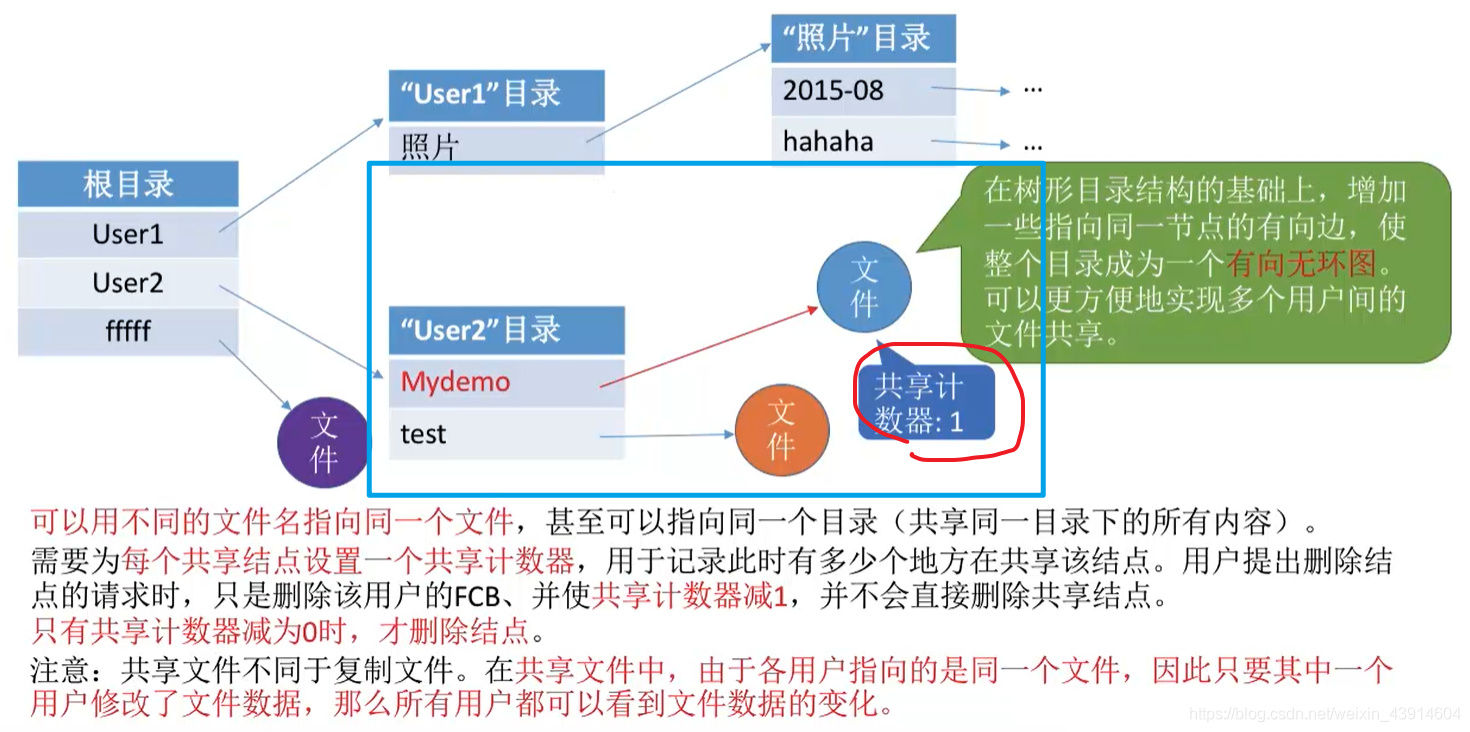 “照片”目录
2015-08
...
hahaha
...
“User1”目录
照片
根目录
User1
User2
fffff
文
件
“User2”目录
Mydemo
test
文
件
文
件
共享计
数器: 1
在树形目录结构的基础上，增加
一些指向同一节点的有向边，使
整个目录成为一个有向无环图。
可以更方便地实现多个用户间的
文件共享。
可以用不同的文件名指向同一个文件，甚至可以指向同一个目录（共享同一目录下的所有内容）。
需要为每个共享结点设置一个共享计数器，用于记录此时有多少个地方在共享该结点。用户提出删除结
点的请求时，只是删除该用户的FCB、并使共享计数器减1，并不会直接删除共享结点。
只有共享计数器减为0时，才删除结点。
注意：共享文件不同于复制文件。在共享文件中，由于各用户指向的是同一个文件，因此只要其中一个
用户修改了文件数据，那么所有用户都可以看到文件数据的变化。
https://blog.csdn.net/weixin_43914604